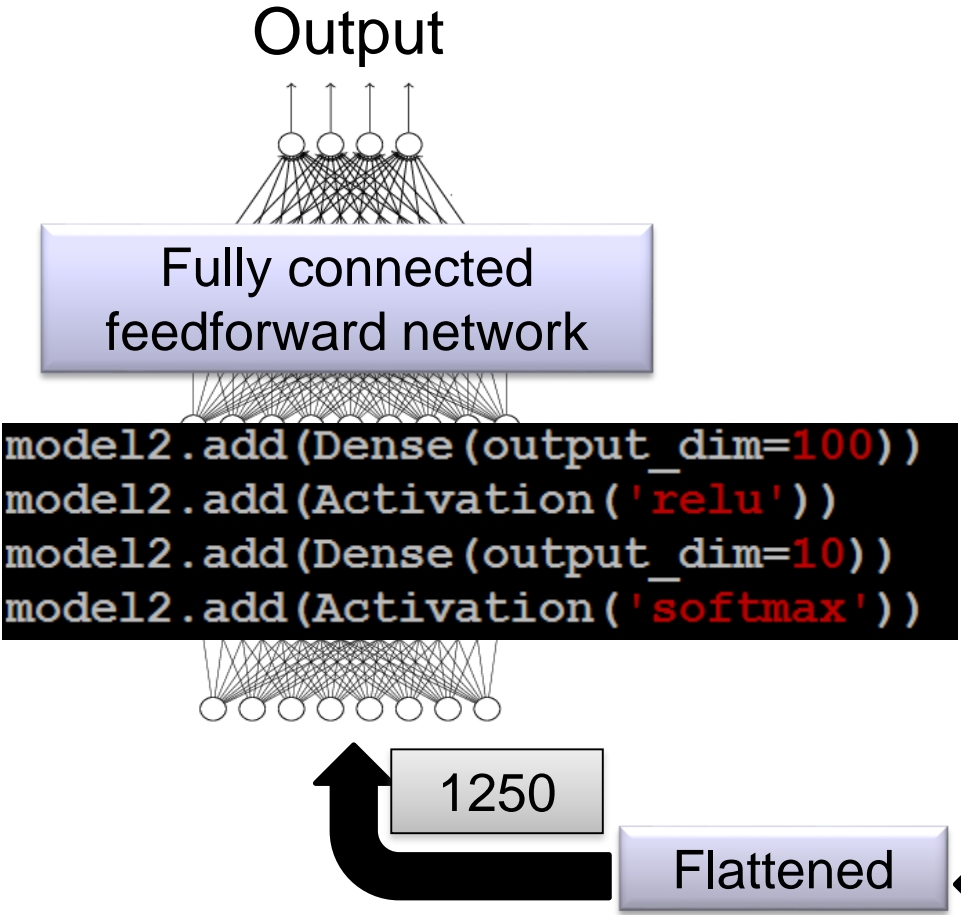 Output
Fully connected
feedforward network
model2.add(Dense(output_dim=100))
model2.add(Activation('relu'))
model2.add(Dense(output_dim=10))
model2.add(Activation('softmax'))
1250
Flattened